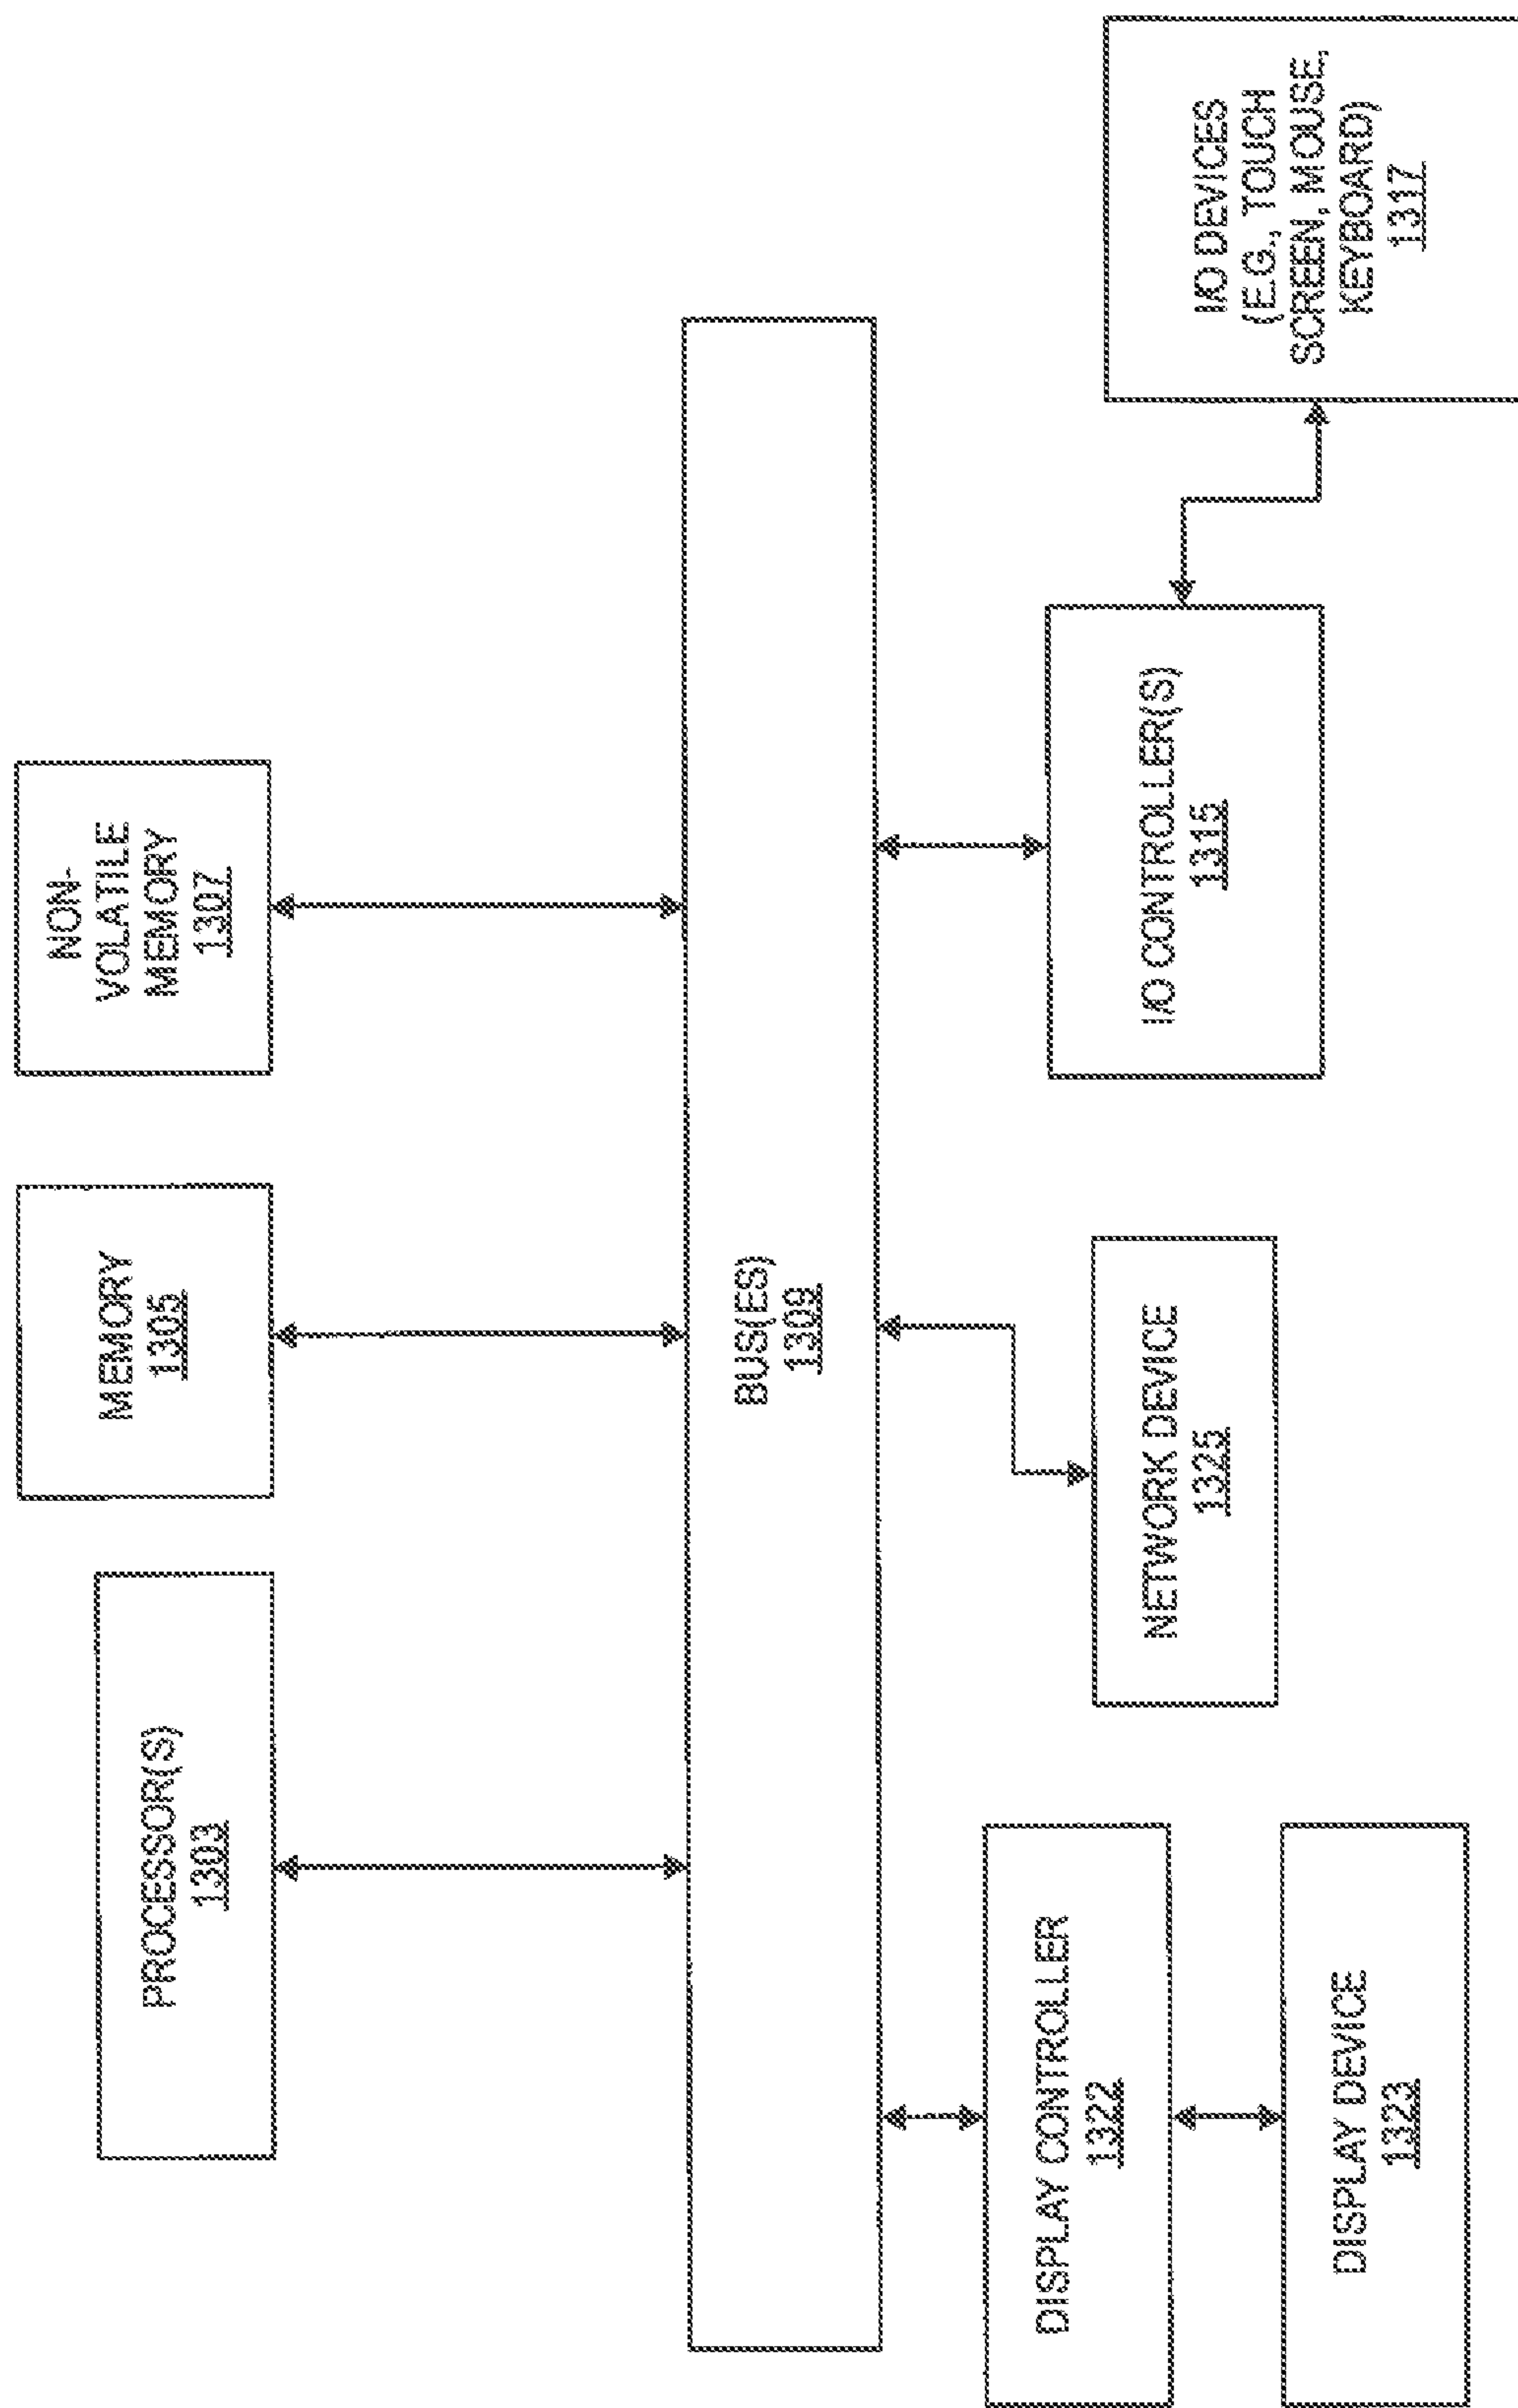 PROCESSOR(S)
1303
MEMORY
1305
NON-
VOLATILE
MEMORY
1307
BUS(ES)
1309
DISPLAY CONTROLLER
1322
DISPLAY DEVICE
1323
NETWORK DEVICE
1325
I/O CONTROLLER(S)
1315
I/O DEVICES
(E.G., TOUCH
SCREEN, MOUSE,
KEYBOARD)
1317